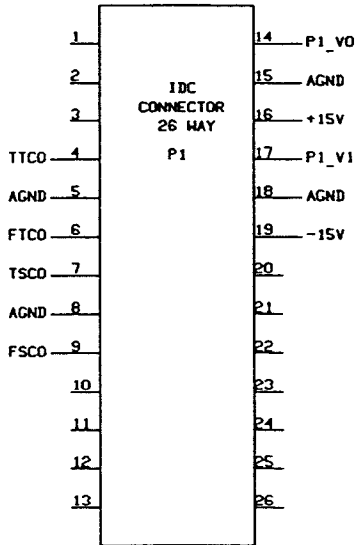 1 14 P1_V0
2 15 AGND
IDC
CONNECTOR
26 WAY
P1
3 16 +15V
TTCO 4 17 P1_V1
AGND 5 18 AGND
FTCO 6 19 -15V
TSCO 7 20
AGND 8 21
FSCO 9 22
10 23
11 24
12 25
13 26